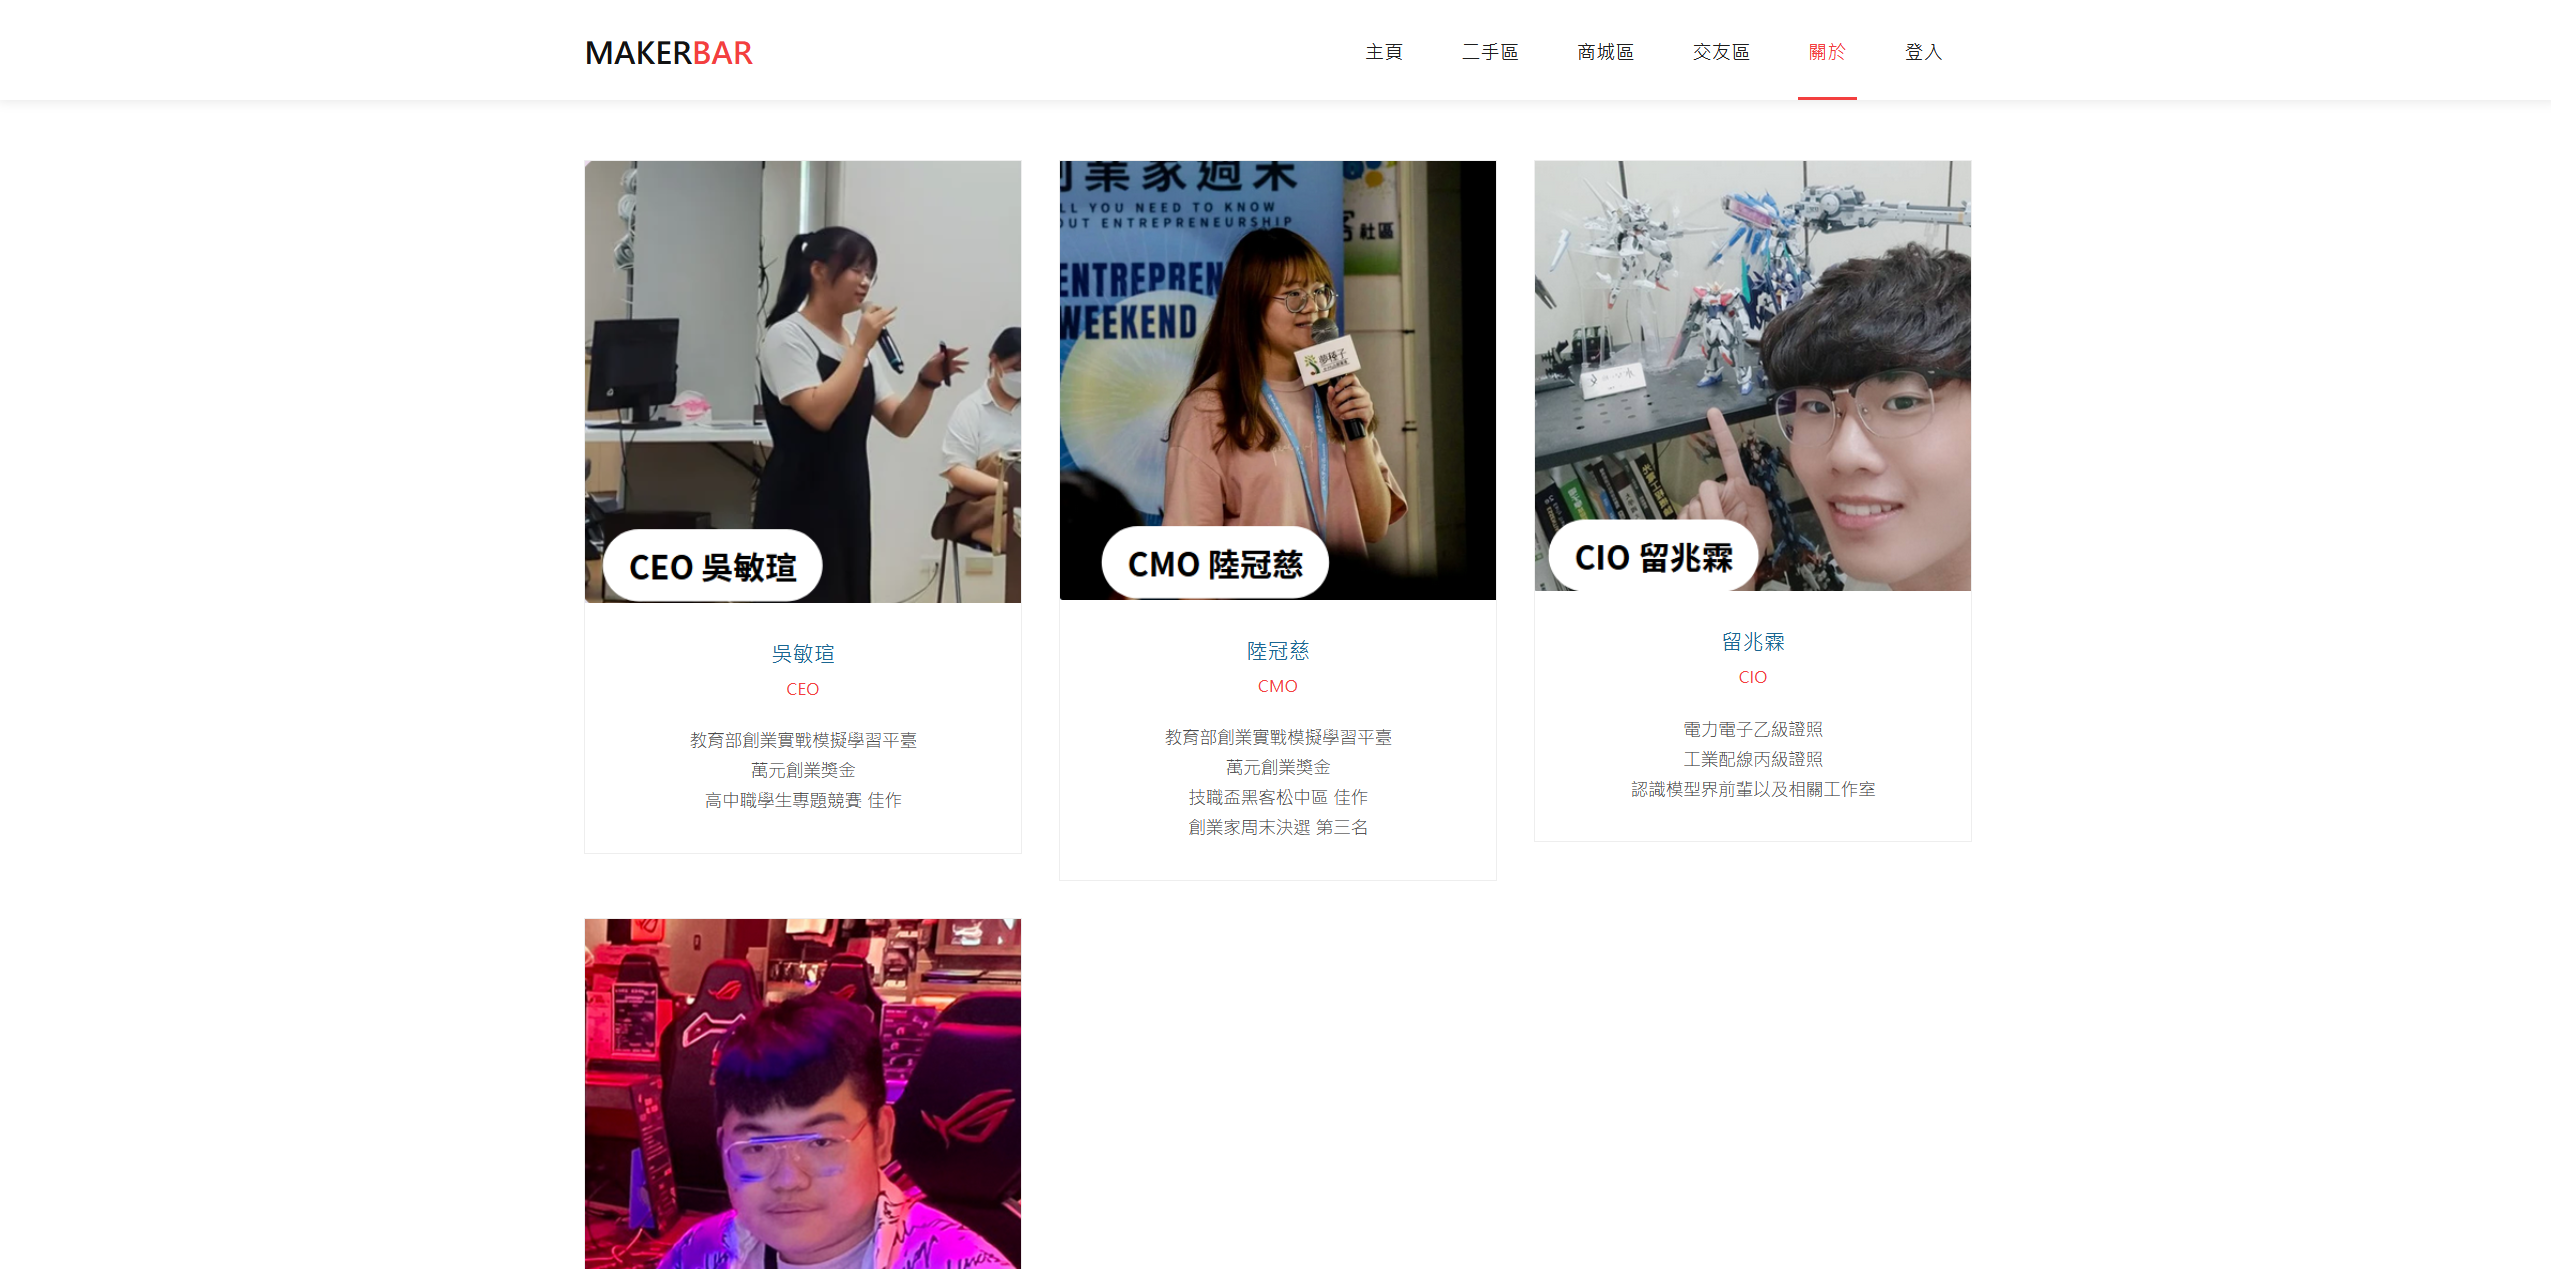 MAKERBAR
主頁
二手區
商城區
交友區
關於
登入
CEO 吳敏瑄
吳敏瑄
CEO
教育部創業實戰模擬學習平臺
萬元創業獎金
高中職學生專題競賽 佳作
創業家週末
LL YOU NEED TO KNOW
OUT ENTREPRENEURSHIP
社區
ENTREPREN
WEEKEND
夢種子
CMO 陸冠慈
陸冠慈
CMO
教育部創業實戰模擬學習平臺
萬元創業獎金
技職盃黑客松中區 佳作
創業家周末決選 第三名
CIO 留兆霖
留兆霖
CIO
電力電子乙級證照
工業配線丙級證照
認識模型界前輩以及相關工作室